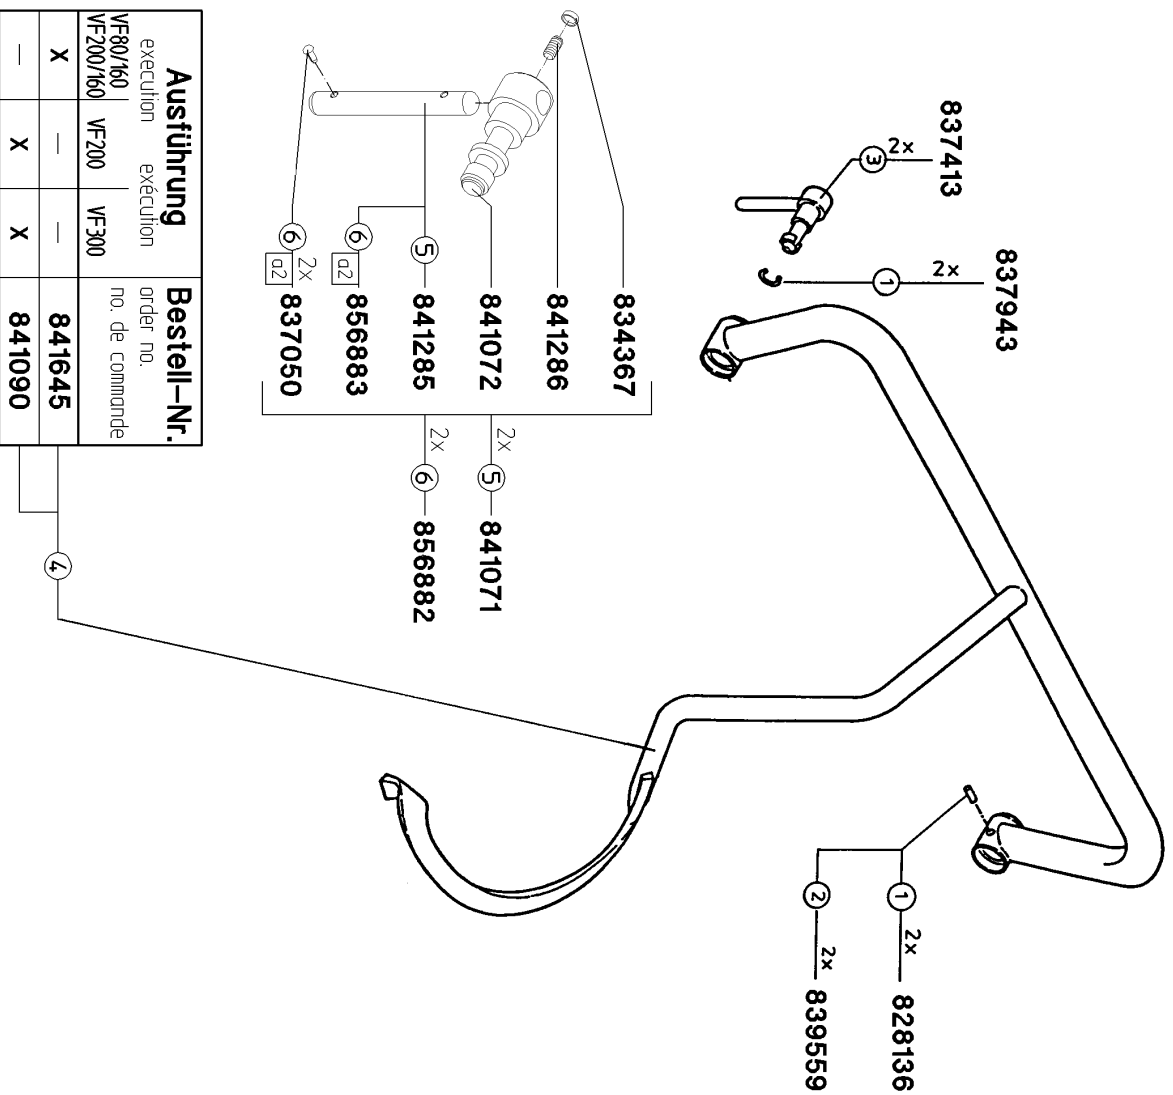 837413
2x
3
837943
2x
1
834367
841286
841072
5 841285
6 a2 856883
6 2x a2 837050
2x 5 841071
2x 6 856882
1 2x 828136
2 2x 839559
4
Ausführung Bestell-Nr.
execution exécution order no.
no. de commande
VF80/160
VF200/160 VF200 VF300
X – – 841645
– X X 841090